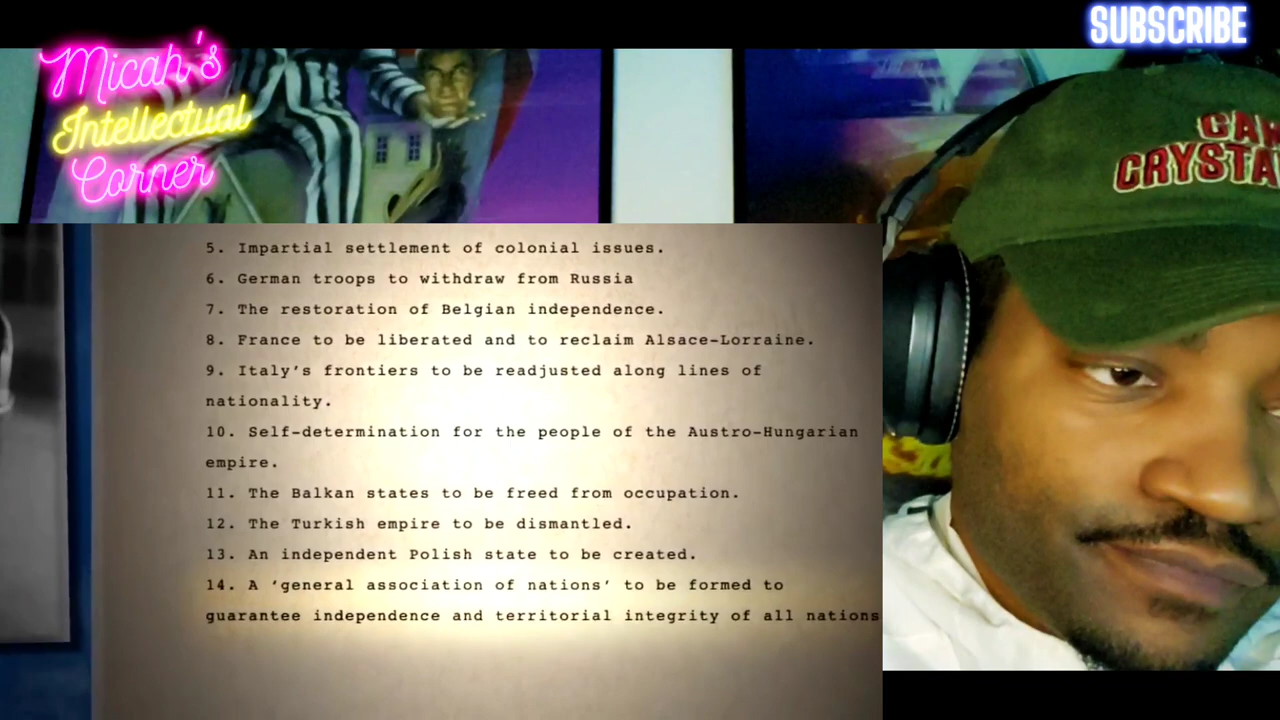 SUBSCRIBE
Micah's
Intellectual
Corner
CRYSTA
5. Impartial settlement of colonial issues.
6. German troops to withdraw from Russia
7. The restoration of Belgian independence.
8. France to be liberated and to reclaim Alsace-Lorraine.
9. Italy's frontiers to be readjusted along lines of
nationality.
10. Self-determination for the people of the Austro-Hungarian
empire.
11. The Balkan states to be freed from occupation.
12. The Turkish empire to be dismantled.
13. An independent Polish state to be created.
14. A 'general association of nations' to be formed to
guarantee independence and territorial integrity of all nations